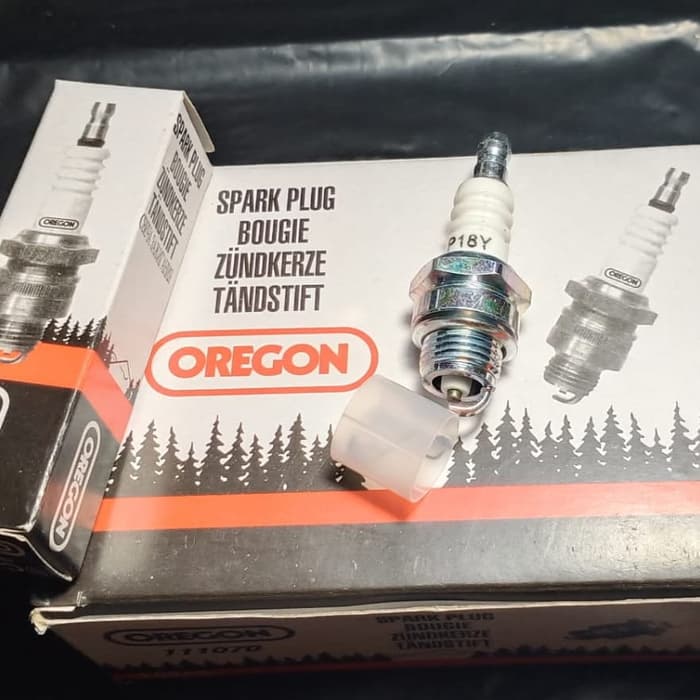 SPARK PLUG
BOUGIE
ZÜNDKERZE
TÄNDSTIFT
OREGON
OREGON
SPARK PLUG
BOUGIE
ZÜNDKERZE
TÄNDSTIFT
OREGON
P18Y
OREGON
OREGON
SPARK PLUG
BOUGIE
ZÜNDKERZE
TÄNDSTIFT